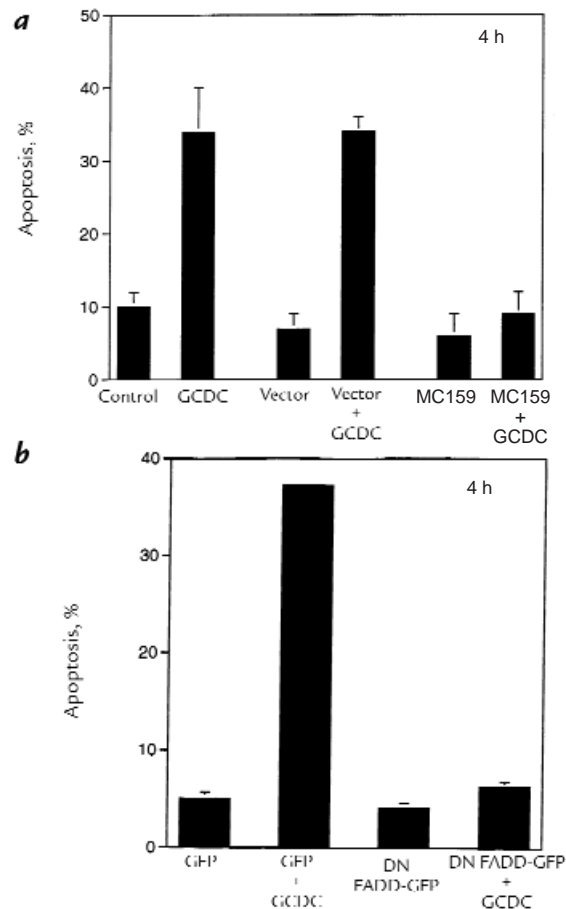 a
50
4 h
40
30
20
10
0
Apoptosis, %
Control GCDC Vector Vector MC159 MC159
+ +
GCDC GCDC
b
40
4 h
30
20
10
0
Apoptosis, %
GFP GFP DN DN FADD-GFP
+ FADD-GFP +
GCDC GCDC